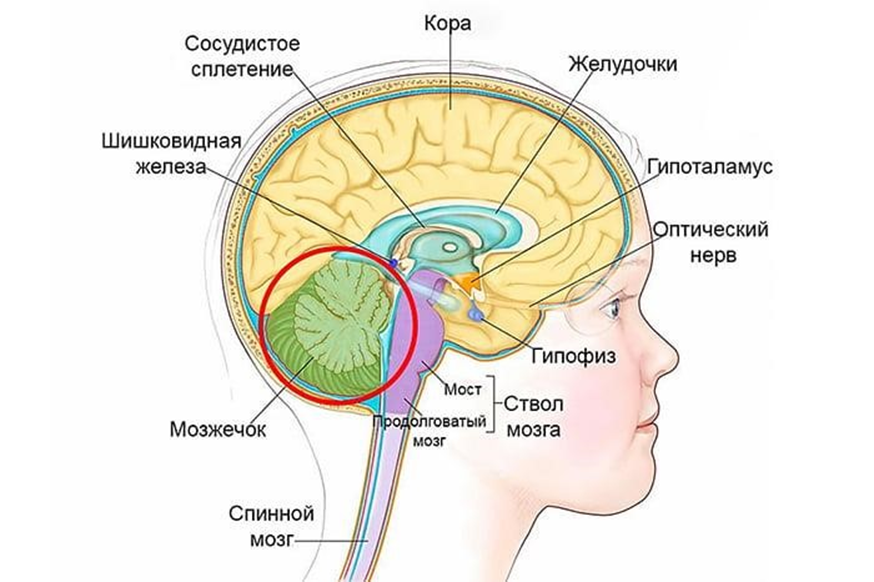 Кора
Сосудистое
сплетение
Желудочки
Шишковидная
железа
Гипоталамус
Оптический
нерв
Гипофиз
Мост
Ствол
мозга
Продолговатый
мозг
Мозжечок
Спинной
мозг